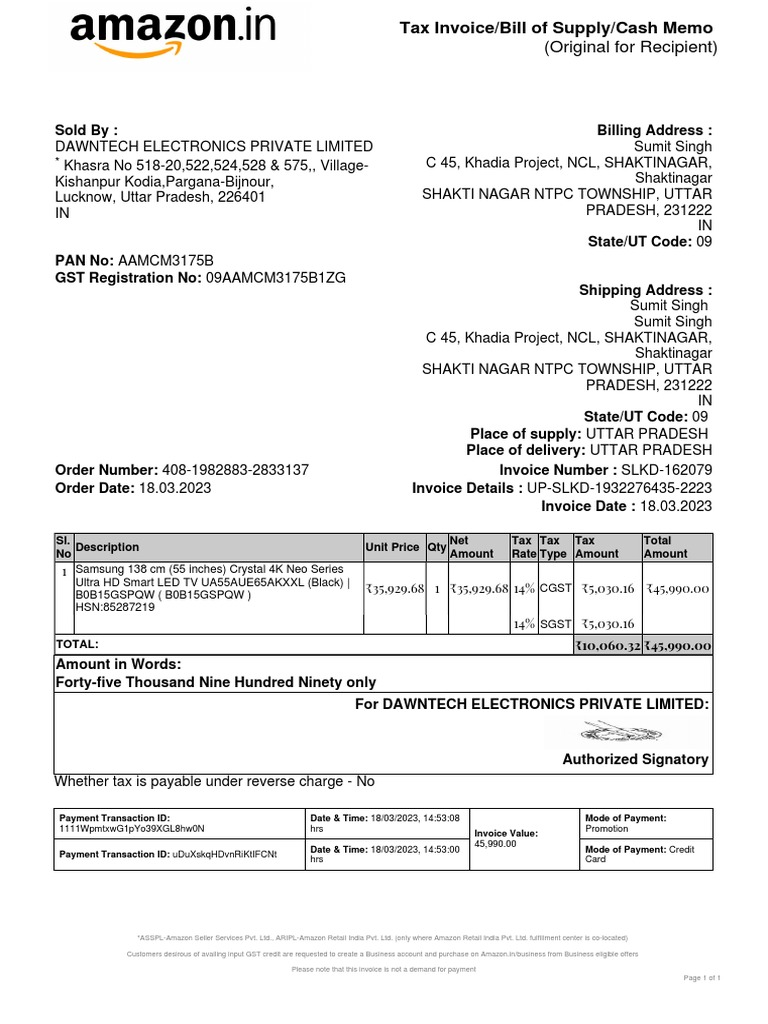 amazon.in
Tax Invoice/Bill of Supply/Cash Memo
(Original for Recipient)
Sold By :
DAWNTECH ELECTRONICS PRIVATE LIMITED
* Khasra No 518-20,522,524,528 & 575,, Village-
Kishanpur Kodia,Pargana-Bijnour,
Lucknow, Uttar Pradesh, 226401
IN
PAN No: AAMCM3175B
GST Registration No: 09AAMCM3175B1ZG
Billing Address :
Sumit Singh
C 45, Khadia Project, NCL, SHAKTINAGAR,
Shaktinagar
SHAKTI NAGAR NTPC TOWNSHIP, UTTAR
PRADESH, 231222
IN
State/UT Code: 09
Shipping Address :
Sumit Singh
Sumit Singh
C 45, Khadia Project, NCL, SHAKTINAGAR,
Shaktinagar
SHAKTI NAGAR NTPC TOWNSHIP, UTTAR
PRADESH, 231222
IN
State/UT Code: 09
Place of supply: UTTAR PRADESH
Place of delivery: UTTAR PRADESH
Order Number: 408-1982883-2833137
Order Date: 18.03.2023
Invoice Number : SLKD-162079
Invoice Details : UP-SLKD-1932276435-2223
Invoice Date : 18.03.2023
Sl. No Description Unit Price Qty Net Amount Tax Rate Tax Type Tax Amount Total Amount
1 Samsung 138 cm (55 inches) Crystal 4K Neo Series
Ultra HD Smart LED TV UA55AUE65AKXXL (Black) |
B0B15GSPQW ( B0B15GSPQW )
HSN:85287219
₹35,929.68 1 ₹35,929.68 14% CGST ₹5,030.16 ₹45,990.00
14% SGST ₹5,030.16
TOTAL: ₹10,060.32 ₹45,990.00
Amount in Words:
Forty-five Thousand Nine Hundred Ninety only
For DAWNTECH ELECTRONICS PRIVATE LIMITED:
Authorized Signatory
Whether tax is payable under reverse charge - No
Payment Transaction ID:
1111WpmtxwG1pYo39XGL8hw0N
Date & Time: 18/03/2023, 14:53:08
hrs
Invoice Value:
45,990.00
Mode of Payment:
Promotion
Payment Transaction ID: uDuXskqHDvnRiKtIFCNt
Date & Time: 18/03/2023, 14:53:00
hrs
Mode of Payment: Credit
Card
*ASSPL-Amazon Seller Services Pvt. Ltd., ARIPL-Amazon Retail India Pvt. Ltd. (only where Amazon Retail India Pvt. Ltd. fulfillment center is co-located)
Customers desirous of availing input GST credit are requested to create a Business account and purchase on Amazon.in/business from Business eligible offers
Please note that this invoice is not a demand for payment
Page 1 of 1